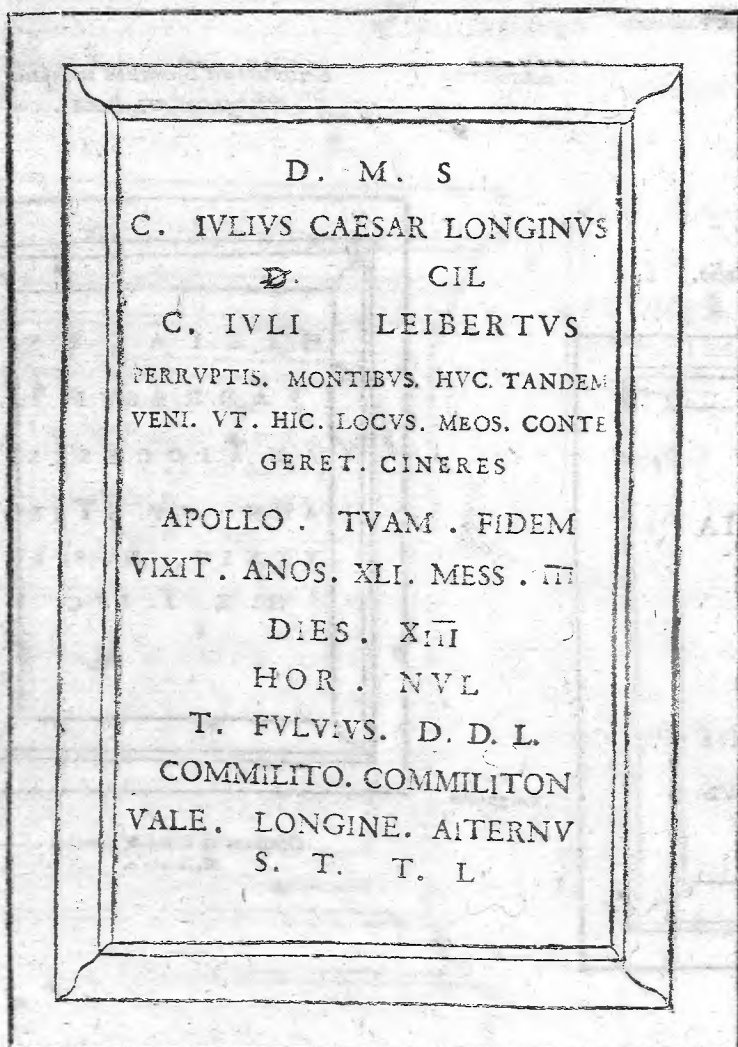 D. M. S
C. IVLIVS CAESAR LONGINVS
D. CIL
C. IVLI LEIBERTVS
PERRVPTIS. MONTIBVS. HVC. TANDEM
VENI. VT. HIC. LOCVS. MEOS. CONTE
GERET. CINERES
APOLLO . TVAM . FIDEM
VIXIT . ANOS. XLI. MESS . III
DIES . XIII
HOR . NVL
T. FVLVIVS. D. D. L.
COMMILITO. COMMILITON
VALE. LONGINE. AITERNV
S. T. T. L